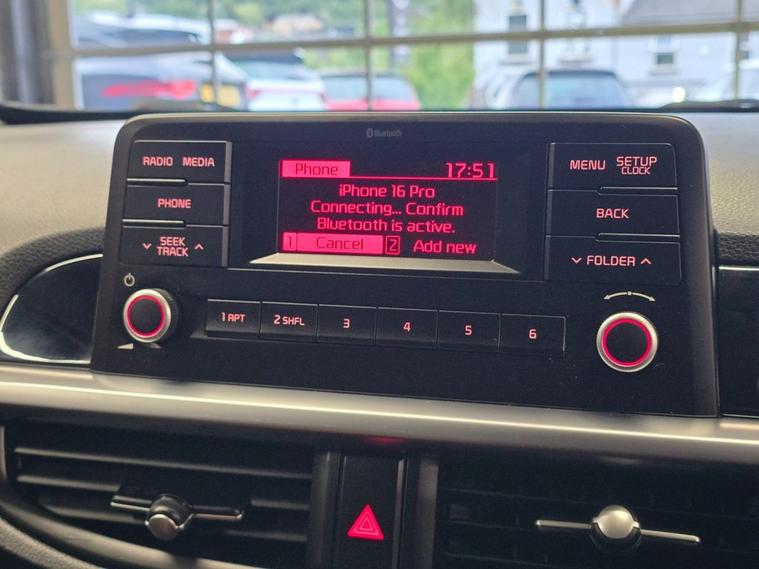 Bluetooth
RADIO MEDIA
PHONE
SEEK
TRACK
Phone 17:51
iPhone 16 Pro
Connecting... Confirm
Bluetooth is active.
1 Cancel 2 Add new
MENU SETUP
CLOCK
BACK
FOLDER
1 RPT 2 SHFL 3 4 5 6